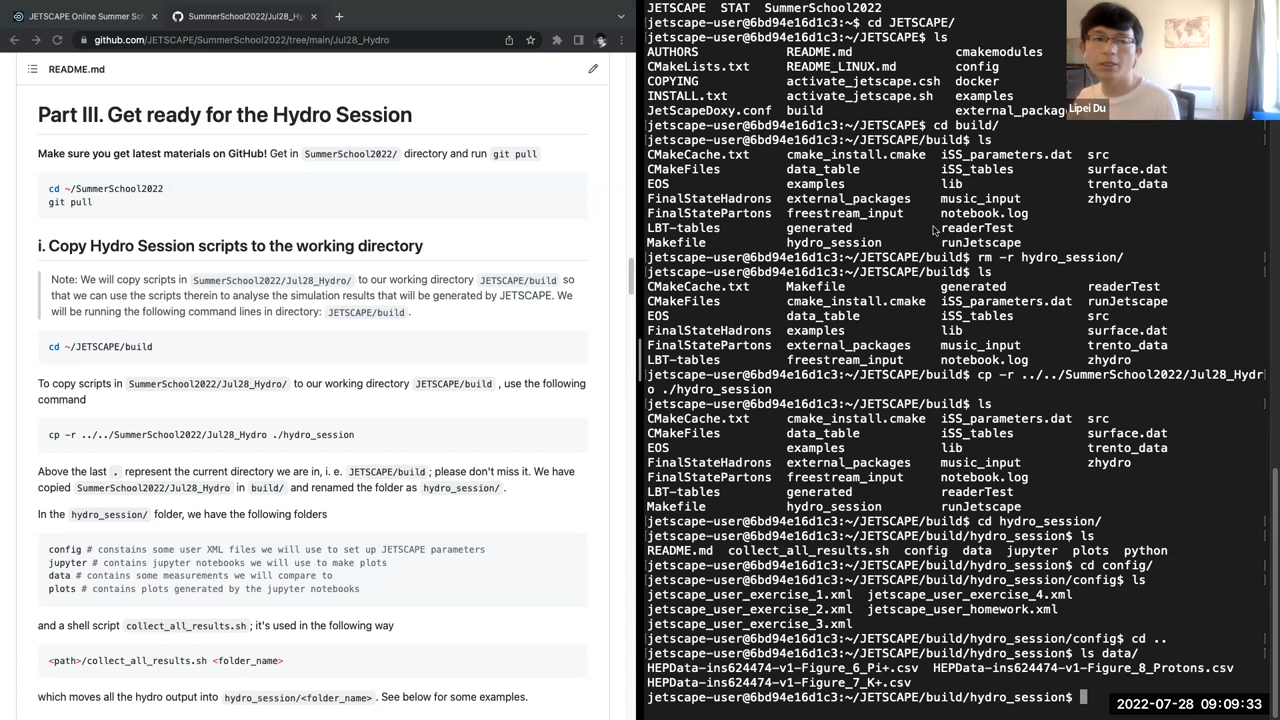 JETSCAPE Online Summer Sch
SummerSchool2022/Jul28_Hy
github.com/JETSCAPE/SummerSchool2022/tree/main/Jul28_Hydro
README.md
Part III. Get ready for the Hydro Session
Make sure you get latest materials on GitHub! Get in SummerSchool2022/ directory and run git pull
cd ~/SummerSchool2022
git pull
i. Copy Hydro Session scripts to the working directory
Note: We will copy scripts in SummerSchool2022/Jul28_Hydro/ to our working directory JETSCAPE/build so
that we can use the scripts therein to analyse the simulation results that will be generated by JETSCAPE. We
will be running the following command lines in directory: JETSCAPE/build.
cd ~/JETSCAPE/build
To copy scripts in SummerSchool2022/Jul28_Hydro/ to our working directory JETSCAPE/build , use the following
command
cp -r ../../SummerSchool2022/Jul28_Hydro ./hydro_session
Above the last . represent the current directory we are in, i. e. JETSCAPE/build ; please don't miss it. We have
copied SummerSchool2022/Jul28_Hydro in build/ and renamed the folder as hydro_session/ .
In the hydro_session/ folder, we have the following folders
config # constains some user XML files we will use to set up JETSCAPE parameters
jupyter # contains jupyter notebooks we will use to make plots
data # contains some measurements we will compare to
plots # contains plots generated by the jupyter notebooks
and a shell script collect_all_results.sh ; it's used in the following way
<path>/collect_all_results.sh <folder_name>
which moves all the hydro output into hydro_session/<folder_name>. See below for some examples.
JETSCAPE STAT SummerSchool2022
jetscape-user@6bd94e16d1c3:~$ cd JETSCAPE/
jetscape-user@6bd94e16d1c3:~/JETSCAPE$ ls
AUTHORS README.md cmakemodules
CMakeLists.txt README_LINUX.md config
COPYING activate_jetscape.csh docker
INSTALL.txt activate_jetscape.sh examples
JetScapeDoxy.conf build external_packag
jetscape-user@6bd94e16d1c3:~/JETSCAPE$ cd build/
jetscape-user@6bd94e16d1c3:~/JETSCAPE/build$ ls
CMakeCache.txt cmake_install.cmake iSS_parameters.dat src
CMakeFiles data_table iSS_tables surface.dat
EOS examples lib trento_data
FinalStateHadrons external_packages music_input zhydro
FinalStatePartons freestream_input notebook.log
LBT-tables generated readerTest
Makefile hydro_session runJetscape
jetscape-user@6bd94e16d1c3:~/JETSCAPE/build$ rm -r hydro_session/
jetscape-user@6bd94e16d1c3:~/JETSCAPE/build$ ls
CMakeCache.txt Makefile generated readerTest
CMakeFiles cmake_install.cmake iSS_parameters.dat runJetscape
EOS data_table iSS_tables src
FinalStateHadrons examples lib surface.dat
FinalStatePartons external_packages music_input trento_data
LBT-tables freestream_input notebook.log zhydro
jetscape-user@6bd94e16d1c3:~/JETSCAPE/build$ cp -r ../../SummerSchool2022/Jul28_Hydr
o ./hydro_session
jetscape-user@6bd94e16d1c3:~/JETSCAPE/build$ ls
CMakeCache.txt cmake_install.cmake iSS_parameters.dat src
CMakeFiles data_table iSS_tables surface.dat
EOS examples lib trento_data
FinalStateHadrons external_packages music_input zhydro
FinalStatePartons freestream_input notebook.log
LBT-tables generated readerTest
Makefile hydro_session runJetscape
jetscape-user@6bd94e16d1c3:~/JETSCAPE/build$ cd hydro_session/
jetscape-user@6bd94e16d1c3:~/JETSCAPE/build/hydro_session$ ls
README.md collect_all_results.sh config data jupyter plots python
jetscape-user@6bd94e16d1c3:~/JETSCAPE/build/hydro_session$ cd config/
jetscape-user@6bd94e16d1c3:~/JETSCAPE/build/hydro_session/config$ ls
jetscape_user_exercise_1.xml jetscape_user_exercise_4.xml
jetscape_user_exercise_2.xml jetscape_user_homework.xml
jetscape_user_exercise_3.xml
jetscape-user@6bd94e16d1c3:~/JETSCAPE/build/hydro_session/config$ cd ..
jetscape-user@6bd94e16d1c3:~/JETSCAPE/build/hydro_session$ ls data/
HEPData-ins624474-v1-Figure_6_Pi+.csv HEPData-ins624474-v1-Figure_8_Protons.csv
HEPData-ins624474-v1-Figure_7_K+.csv
jetscape-user@6bd94e16d1c3:~/JETSCAPE/build/hydro_session$
Lipei Du
2022-07-28 09:09:33